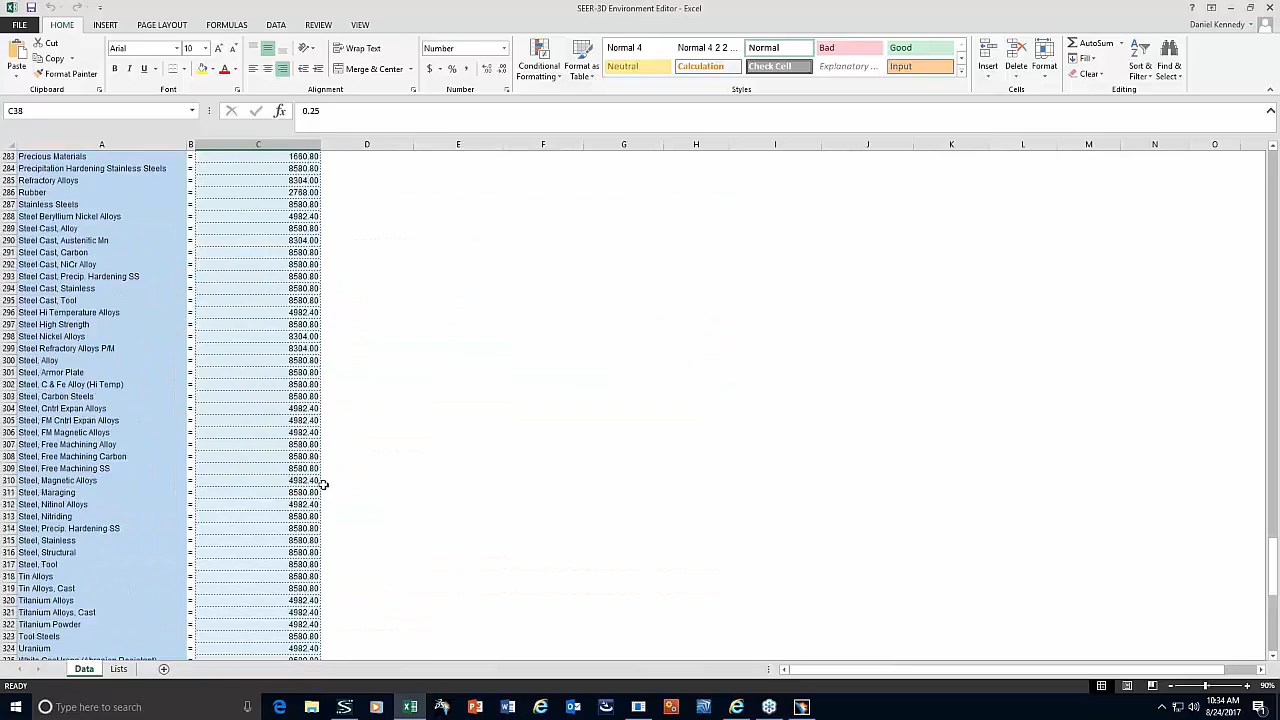 SEER-3D Environment Editor - Excel
FILE HOME INSERT PAGE LAYOUT FORMULAS DATA REVIEW VIEW Daniel Kennedy
Cut
Copy
Format Painter
Paste
Clipboard
Arial 10
B I U
Font
Wrap Text
Merge & Center
Alignment
Number
$ % ,
Number
Conditional Formatting
Format as Table
Normal 4 Normal 4 2 2 ... Normal Bad Good
Neutral Calculation Check Cell Explanatory ... Input
Styles
Insert Delete Format
Cells
AutoSum
Fill
Clear
Sort & Filter
Find & Select
Editing
C38 fx 0.25
A B C D E F G H I J K L M N O
283 Precious Materials = 1660.80
284 Precipitation Hardening Stainless Steels = 8580.80
285 Refractory Alloys = 8304.00
286 Rubber = 2768.00
287 Stainless Steels = 8580.80
288 Steel Beryllium Nickel Alloys = 4982.40
289 Steel Cast, Alloy = 8580.80
290 Steel Cast, Austenitic Mn = 8304.00
291 Steel Cast, Carbon = 8580.80
292 Steel Cast, NiCr Alloy = 8580.80
293 Steel Cast, Precip. Hardening SS = 8580.80
294 Steel Cast, Stainless = 8580.80
295 Steel Cast, Tool = 8580.80
296 Steel Hi Temperature Alloys = 4982.40
297 Steel High Strength = 8580.80
298 Steel Nickel Alloys = 8304.00
299 Steel Refractory Alloys P/M = 8304.00
300 Steel, Alloy = 8580.80
301 Steel, Armor Plate = 8580.80
302 Steel, C & Fe Alloy (Hi Temp) = 8580.80
303 Steel, Carbon Steels = 8580.80
304 Steel, Cntrl Expan Alloys = 4982.40
305 Steel, FM Cntrl Expan Alloys = 4982.40
306 Steel, FM Magnetic Alloys = 4982.40
307 Steel, Free Machining Alloy = 8580.80
308 Steel, Free Machining Carbon = 8580.80
309 Steel, Free Machining SS = 8580.80
310 Steel, Magnetic Alloys = 4982.40
311 Steel, Maraging = 8580.80
312 Steel, Nitinol Alloys = 4982.40
313 Steel, Nitriding = 8580.80
314 Steel, Precip. Hardening SS = 8580.80
315 Steel, Stainless = 8580.80
316 Steel, Structural = 8580.80
317 Steel, Tool = 8580.80
318 Tin Alloys = 8580.80
319 Tin Alloys, Cast = 8580.80
320 Titanium Alloys = 4982.40
321 Titanium Alloys, Cast = 4982.40
322 Titanium Powder = 4982.40
323 Tool Steels = 8580.80
324 Uranium = 4982.40
Data Lists
READY 90%
Type here to search
10:34 AM
8/24/2017